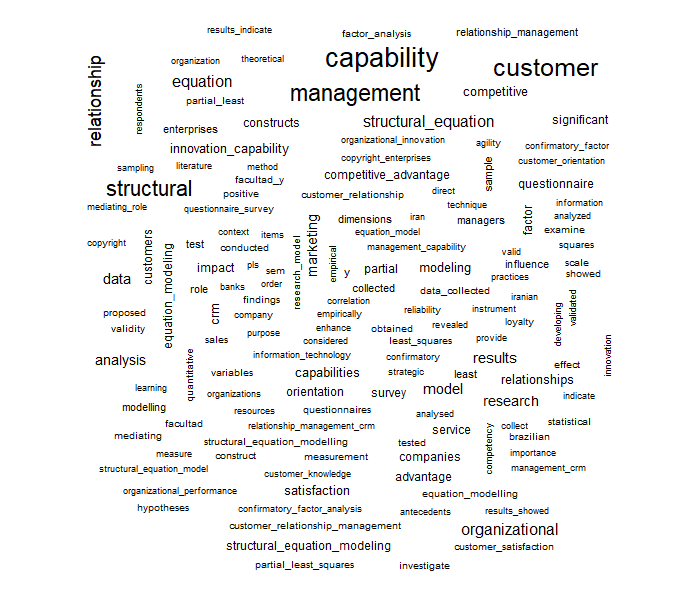 results_indicate
factor_analysis
relationship_management
capability
customer
relationship
organization
theoretical
equation
management
competitive
partial_least
respondents
constructs
structural_equation
significant
enterprises
organizational_innovation
agility
confirmatory_factor
innovation_capability
copyright_enterprises
sample
customer_orientation
sampling
literature
method
competitive_advantage
questionnaire
facultad_y
structural
positive
customer_relationship
direct
information
mediating_role
questionnaire_survey
technique
analyzed
dimensions
iran
managers
factor
examine
marketing
context
items
equation_model
copyright
customers
test
conducted
management_capability
valid
squares
equation_modeling
research_model
empirical
data
impact
pls
sem
y
partial
modeling
influence
scale
showed
practices
role
banks
order
collected
data_collected
iranian
findings
correlation
validated
developing
proposed
crm
company
empirically
reliability
instrument
validity
purpose
enhance
obtained
revealed
loyalty
sales
considered
least_squares
provide
innovation
analysis
information_technology
confirmatory
results
effect
quantitative
variables
capabilities
strategic
least
relationships
learning
organizations
orientation
survey
model
research
indicate
modelling
resources
questionnaires
analysed
facultad
relationship_management_crm
service
collect
statistical
mediating
structural_equation_modelling
tested
competency
brazilian
measure
construct
measurement
companies
importance
structural_equation_model
customer_knowledge
advantage
management_crm
organizational_performance
satisfaction
equation_modelling
hypotheses
confirmatory_factor_analysis
antecedents
results_showed
customer_relationship_management
organizational
structural_equation_modeling
customer_satisfaction
partial_least_squares
investigate